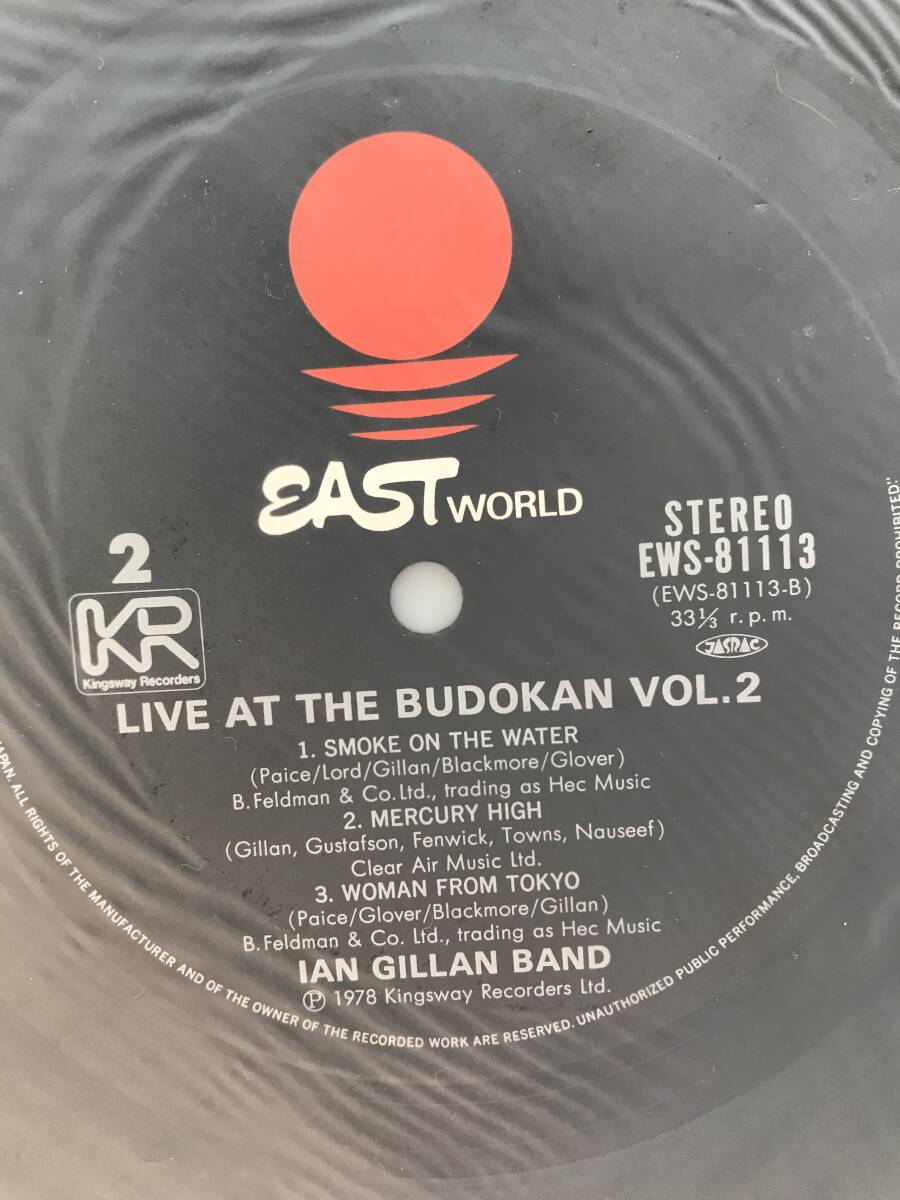 EAST WORLD
STEREO
EWS-81113
(EWS-81113-B)
33⅓ r.p.m.
JASRAC
2
KR
Kingsway Recorders
LIVE AT THE BUDOKAN VOL.2
1. SMOKE ON THE WATER
(Paice/Lord/Gillan/Blackmore/Glover)
B.Feldman & Co.Ltd., trading as Hec Music
2. MERCURY HIGH
(Gillan, Gustafson, Fenwick, Towns, Nauseef)
Clear Air Music Ltd.
3. WOMAN FROM TOKYO
(Paice/Glover/Blackmore/Gillan)
B.Feldman & Co. Ltd., trading as Hec Music
IAN GILLAN BAND
Ⓟ 1978 Kingsway Recorders Ltd.
JAPAN. ALL RIGHTS OF THE MANUFACTURER AND OF THE OWNER OF THE RECORDED WORK ARE RESERVED. UNAUTHORIZED PUBLIC PERFORMANCE, BROADCASTING AND COPYING OF THE RECORD PROHIBITED."